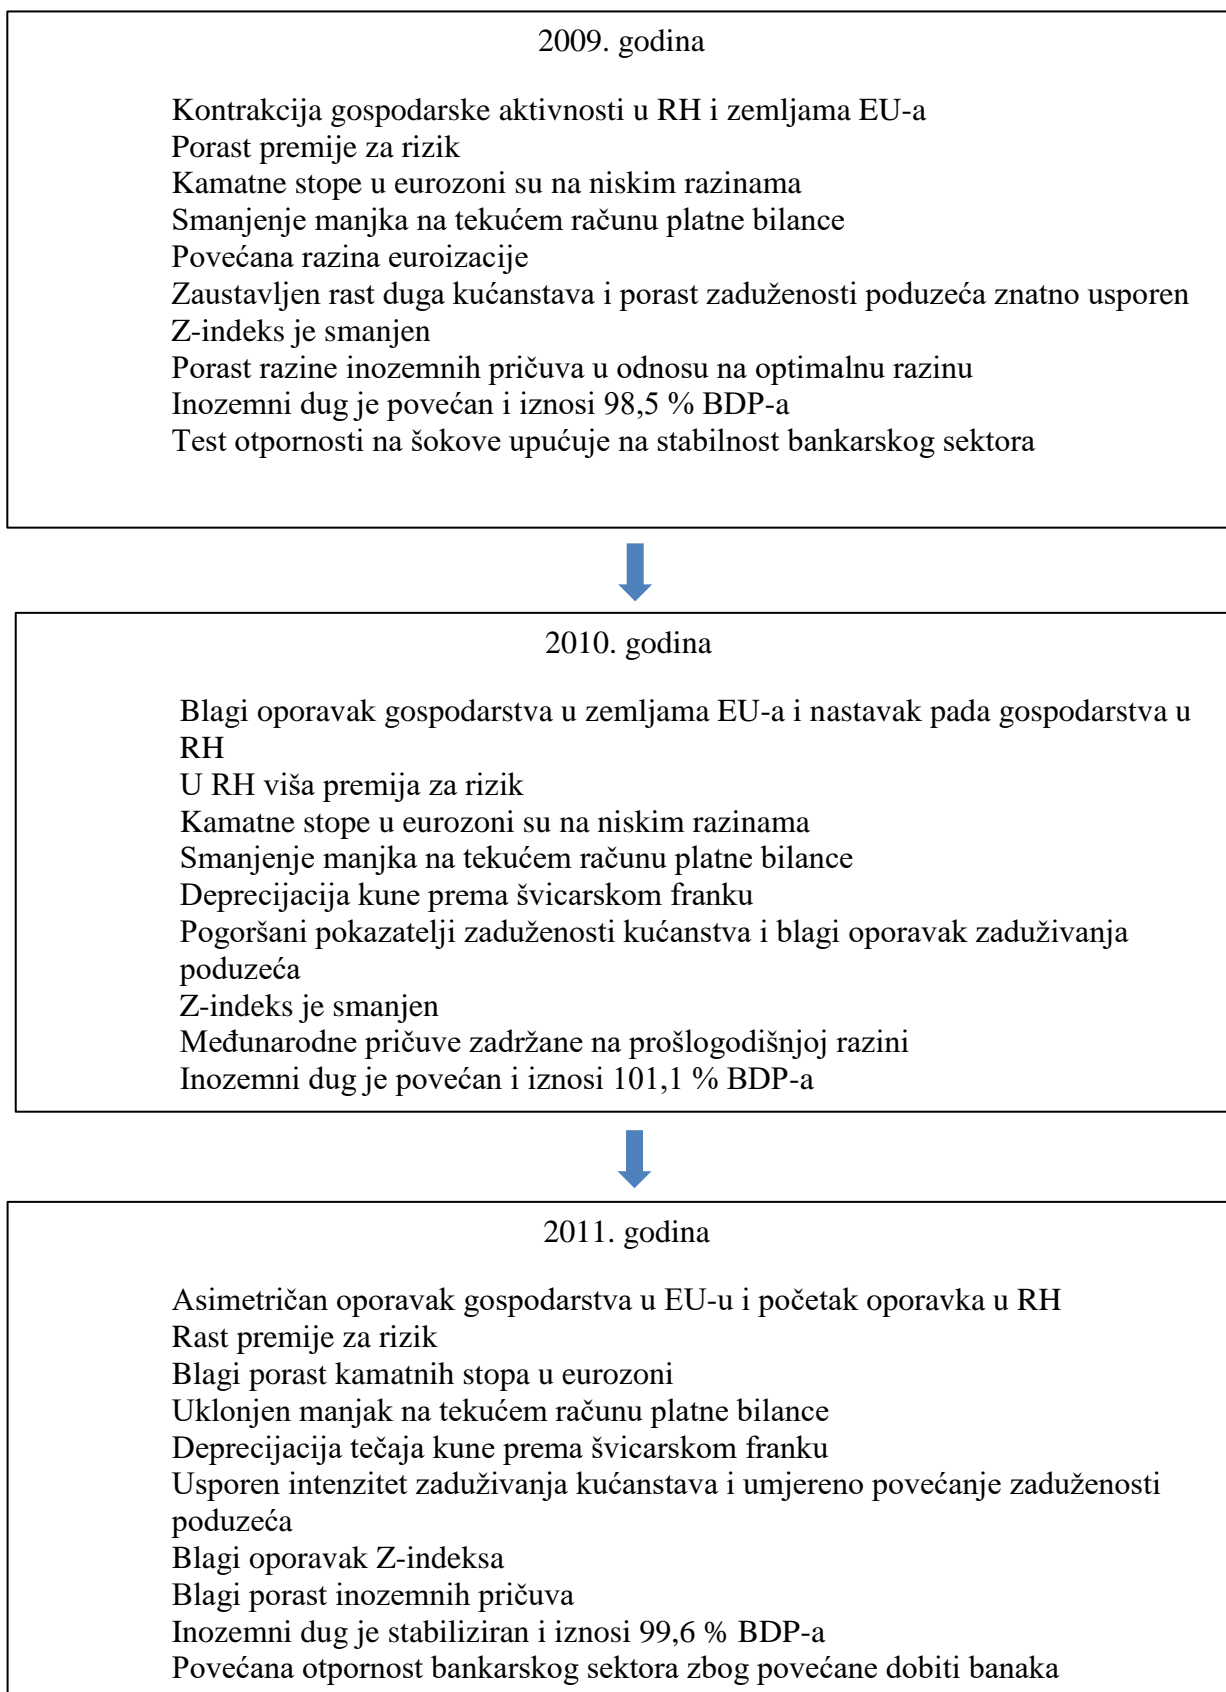 2009. godina
Kontrakcija gospodarske aktivnosti u RH i zemljama EU-a
Porast premije za rizik
Kamatne stope u eurozoni su na niskim razinama
Smanjenje manjka na tekućem računu platne bilance
Povećana razina euroizacije
Zaustavljen rast duga kućanstava i porast zaduženosti poduzeća znatno usporen
Z-indeks je smanjen
Porast razine inozemnih pričuva u odnosu na optimalnu razinu
Inozemni dug je povećan i iznosi 98,5 % BDP-a
Test otpornosti na šokove upućuje na stabilnost bankarskog sektora
2010. godina
Blagi oporavak gospodarstva u zemljama EU-a i nastavak pada gospodarstva u
RH
U RH viša premija za rizik
Kamatne stope u eurozoni su na niskim razinama
Smanjenje manjka na tekućem računu platne bilance
Deprecijacija kune prema švicarskom franku
Pogoršani pokazatelji zaduženosti kućanstva i blagi oporavak zaduživanja
poduzeća
Z-indeks je smanjen
Međunarodne pričuve zadržane na prošlogodišnjoj razini
Inozemni dug je povećan i iznosi 101,1 % BDP-a
2011. godina
Asimetričan oporavak gospodarstva u EU-u i početak oporavka u RH
Rast premije za rizik
Blagi porast kamatnih stopa u eurozoni
Uklonjen manjak na tekućem računu platne bilance
Deprecijacija tečaja kune prema švicarskom franku
Usporen intenzitet zaduživanja kućanstava i umjereno povećanje zaduženosti
poduzeća
Blagi oporavak Z-indeksa
Blagi porast inozemnih pričuva
Inozemni dug je stabiliziran i iznosi 99,6 % BDP-a
Povećana otpornost bankarskog sektora zbog povećane dobiti banaka